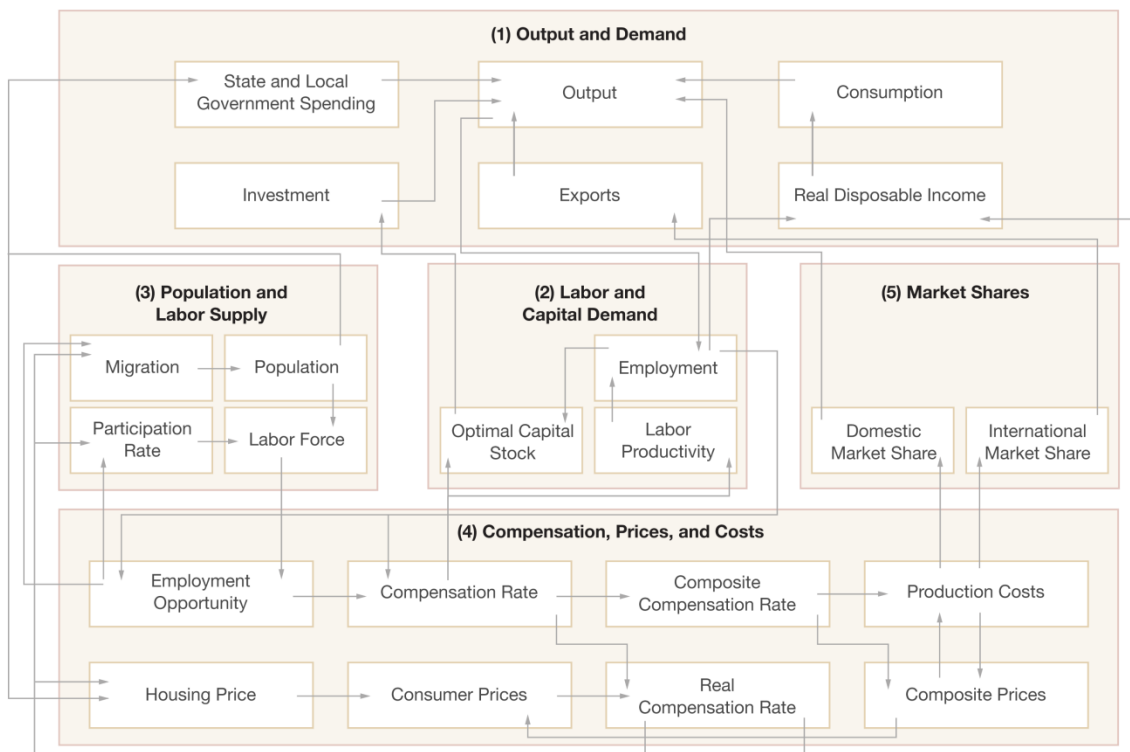 (1) Output and Demand
State and Local
Government Spending
Output
Consumption
Investment
Exports
Real Disposable Income
(3) Population and
Labor Supply
Migration
Population
Participation
Rate
Labor Force
(2) Labor and
Capital Demand
Employment
Optimal Capital
Stock
Labor
Productivity
(5) Market Shares
Domestic
Market Share
International
Market Share
(4) Compensation, Prices, and Costs
Employment
Opportunity
Compensation Rate
Composite
Compensation Rate
Production Costs
Housing Price
Consumer Prices
Real
Compensation Rate
Composite Prices